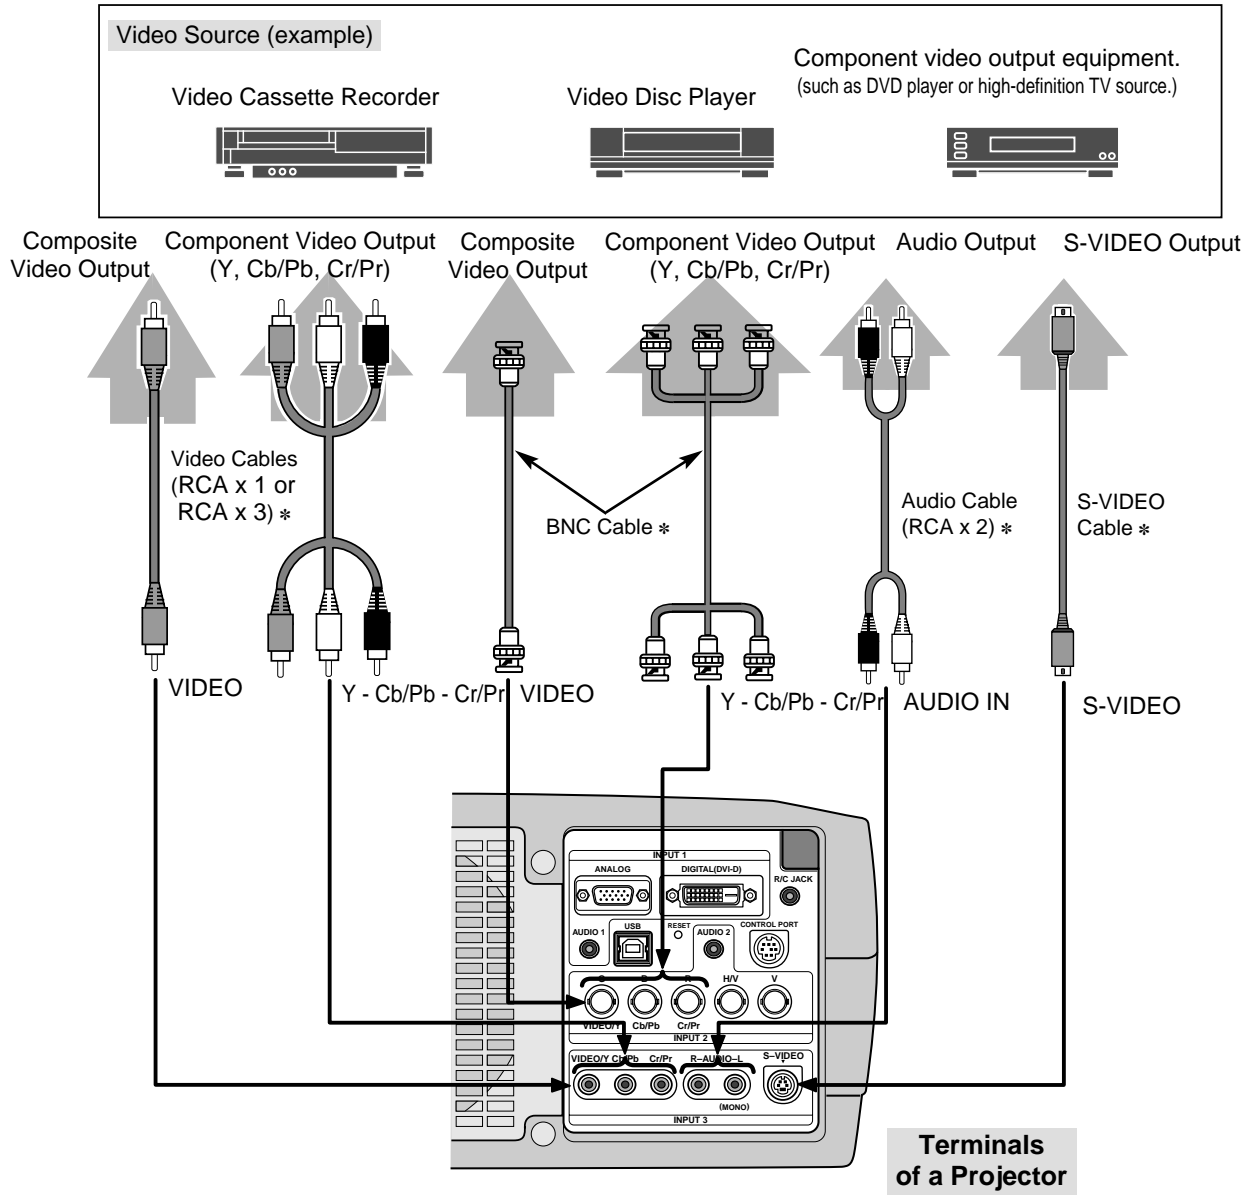 Video Source (example)
Component video output equipment.
(such as DVD player or high-definition TV source.)
Video Cassette Recorder
Video Disc Player
Composite
Video Output
Component Video Output
(Y, Cb/Pb, Cr/Pr)
Composite
Video Output
Component Video Output
(Y, Cb/Pb, Cr/Pr)
Audio Output
S-VIDEO Output
Video Cables
(RCA x 1 or
RCA x 3) *
BNC Cable *
Audio Cable
(RCA x 2) *
S-VIDEO
Cable *
VIDEO
Y - Cb/Pb - Cr/Pr
VIDEO
Y - Cb/Pb - Cr/Pr
AUDIO IN
S-VIDEO
INPUT 1
ANALOG
DIGITAL(DVI-D)
R/C JACK
AUDIO 1
USB
RESET
AUDIO 2
CONTROL PORT
G
B
R
H/V
V
VIDEO/Y
Cb/Pb
Cr/Pr
INPUT 2
VIDEO/Y
Cb/Pb
Cr/Pr
R–AUDIO–L
S–VIDEO
(MONO)
INPUT 3
Terminals
of a Projector